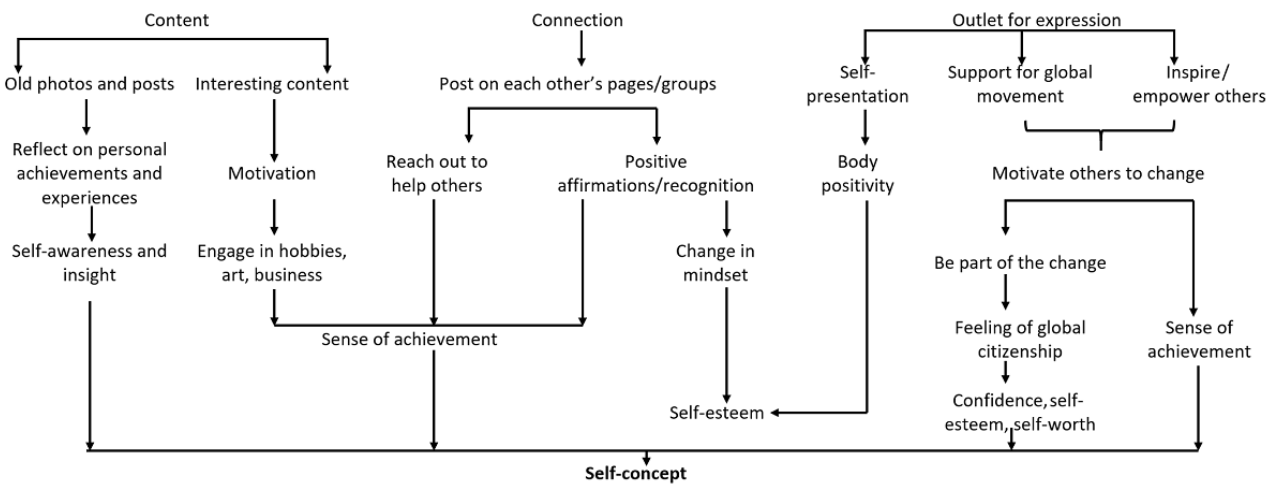 Content
Connection
Outlet for expression
Old photos and posts
Interesting content
Post on each other's pages/groups
Self-
presentation
Support for global
movement
Inspire/
empower others
Reflect on personal
achievements and
experiences
Motivation
Reach out to
help others
Positive
affirmations/recognition
Body
positivity
Motivate others to change
Self-awareness and
insight
Engage in hobbies,
art, business
Change in
mindset
Be part of the change
Sense of achievement
Feeling of global
citizenship
Sense of
achievement
Self-esteem
Confidence, self-
esteem, self-worth
Self-concept